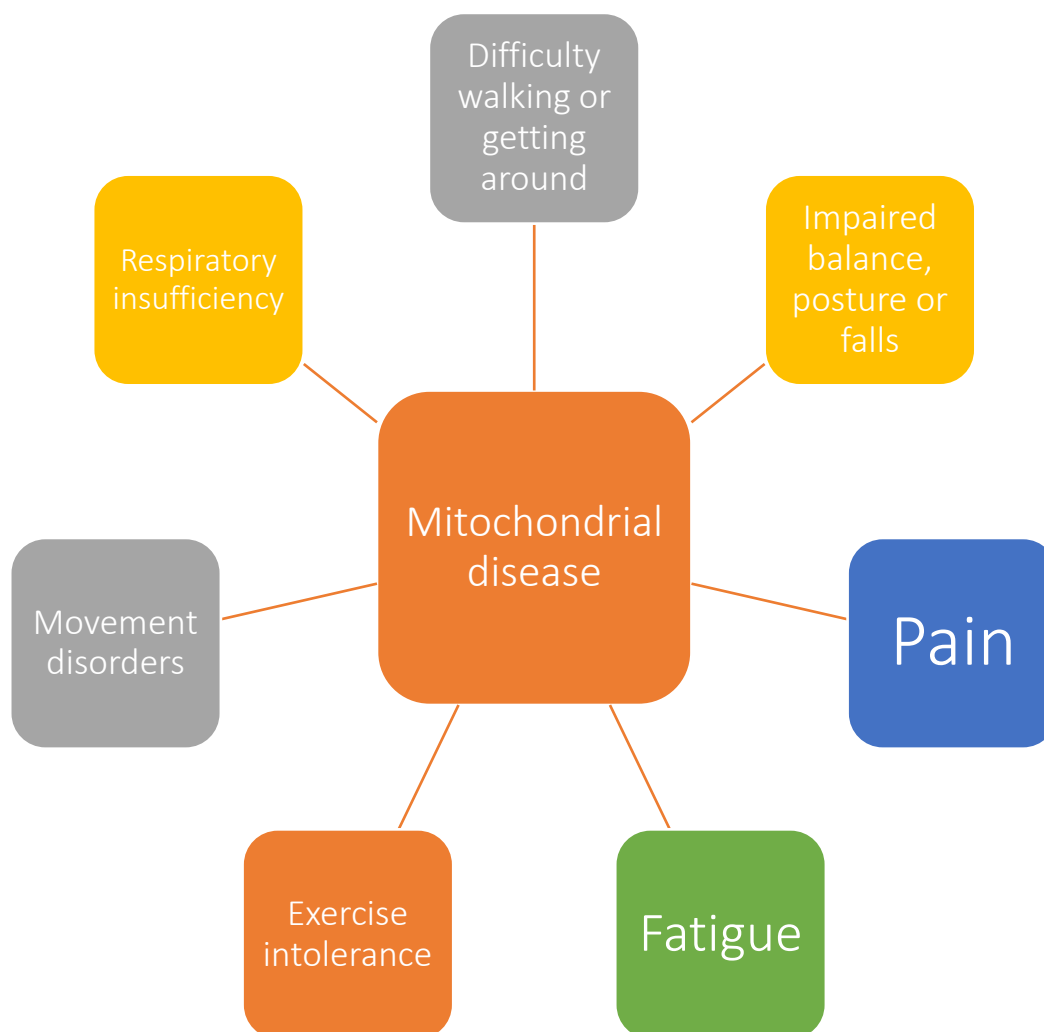 Difficulty
walking or
getting
around
Impaired
balance,
posture or
falls
Respiratory
insufficiency
Mitochondrial
disease
Pain
Movement
disorders
Exercise
intolerance
Fatigue